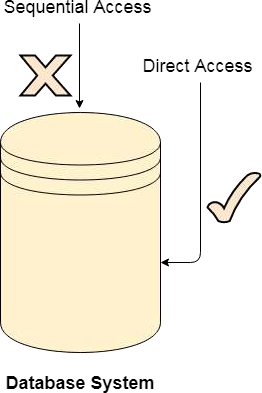 Sequential Access
Direct Access
Database System